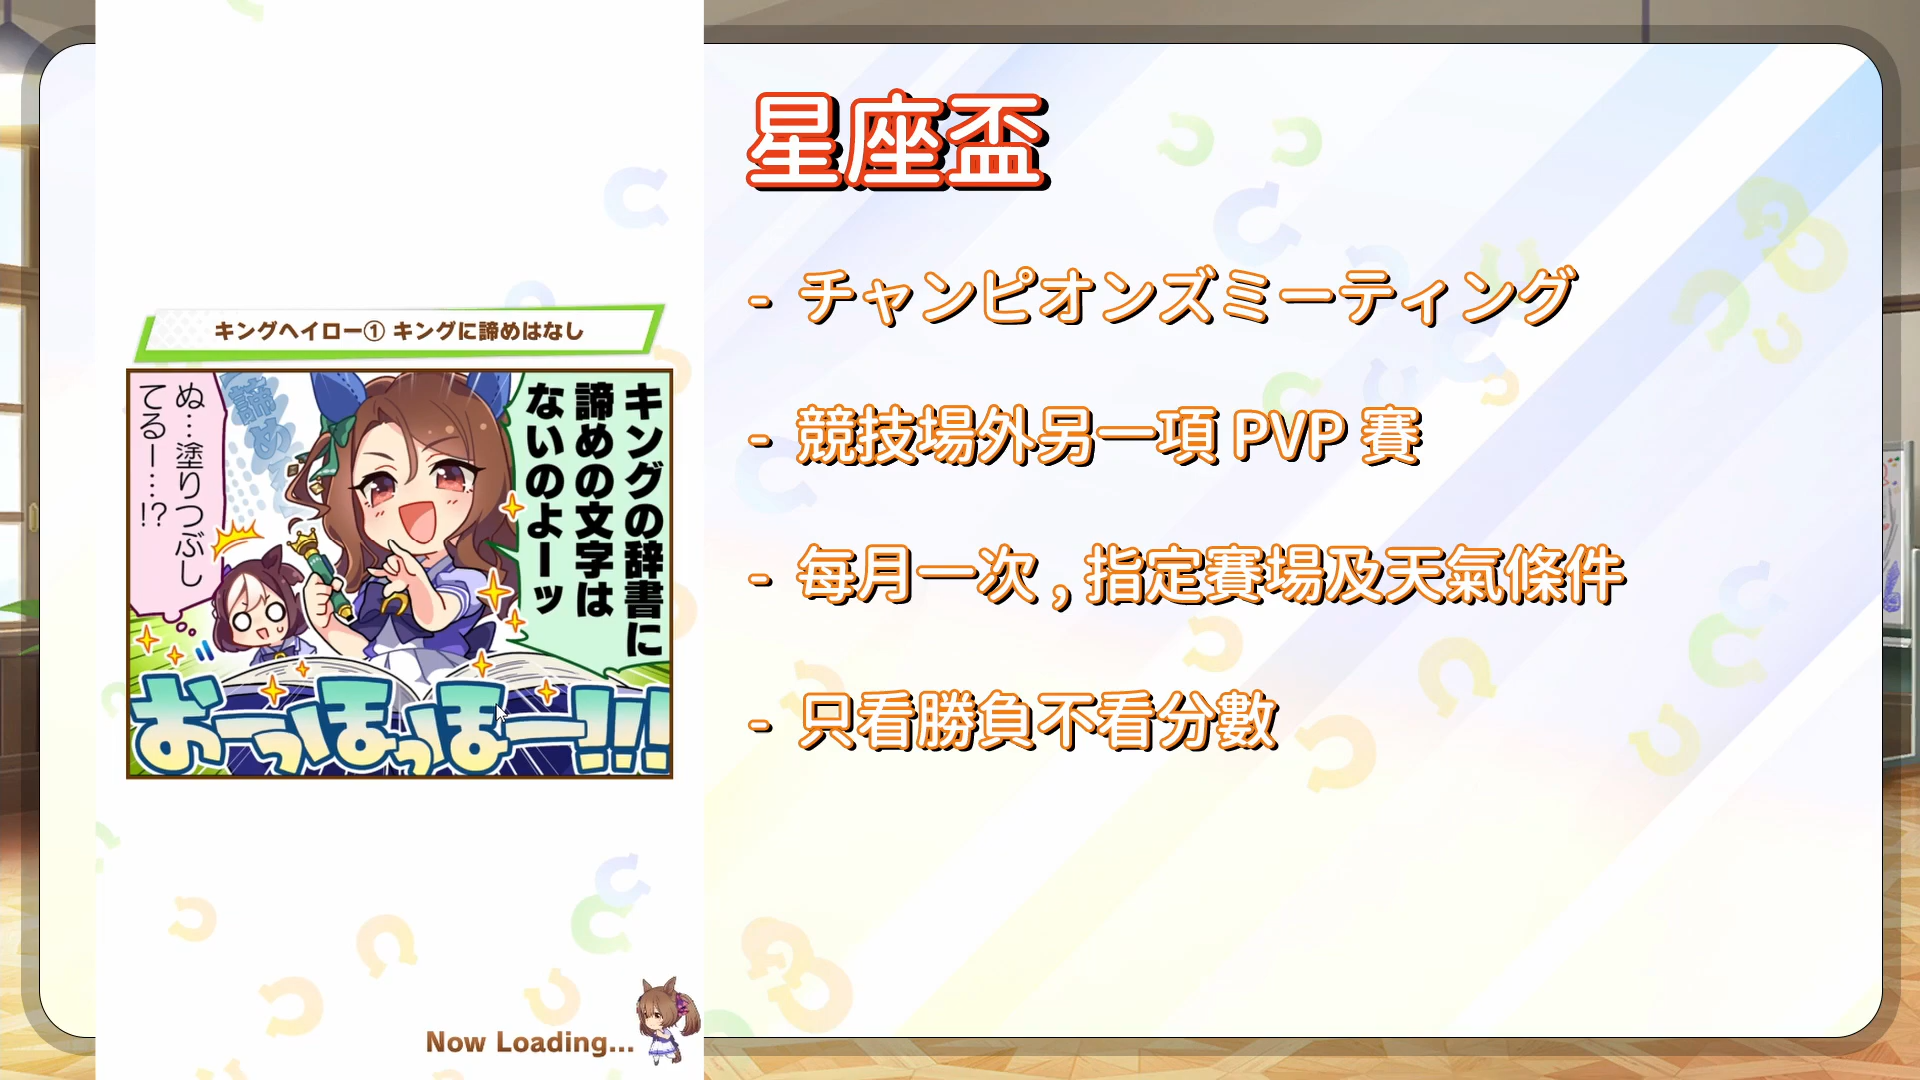 キングヘイロー① キングに諦めはなし
キングの辞書に
諦めの文字は
ないのよーッ
諦め
ぬ…塗りつぶし
てるー…!?
おーっほっほー!!!
Now Loading...
星座盃
- チャンピオンズミーティング
- 競技場外另一項 PVP 賽
- 每月一次 , 指定賽場及天氣條件
- 只看勝負不看分數